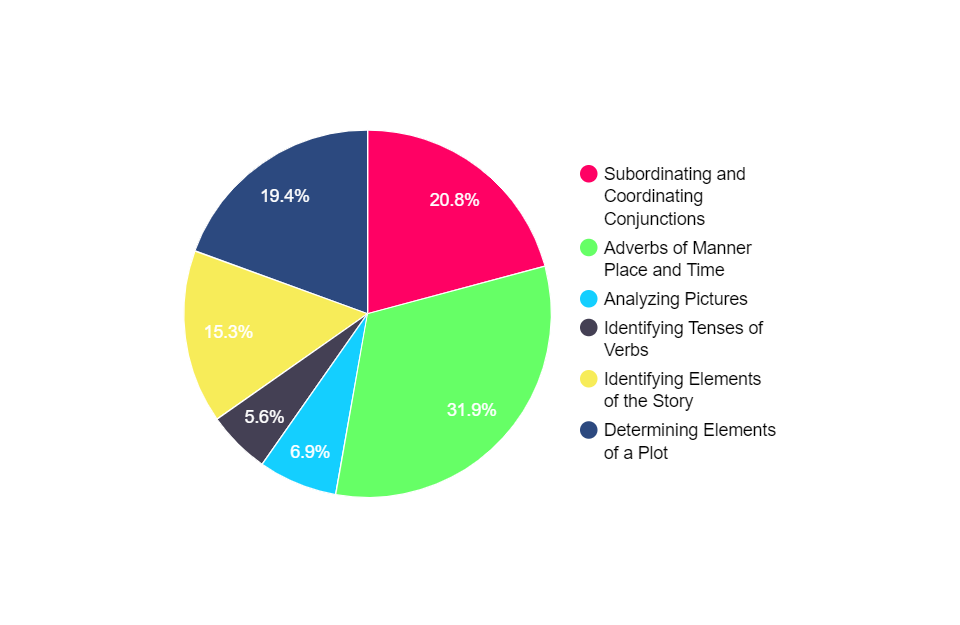 19.4%
20.8%
15.3%
5.6%
6.9%
31.9%
Subordinating and
Coordinating
Conjunctions
Adverbs of Manner
Place and Time
Analyzing Pictures
Identifying Tenses of
Verbs
Identifying Elements
of the Story
Determining Elements
of a Plot